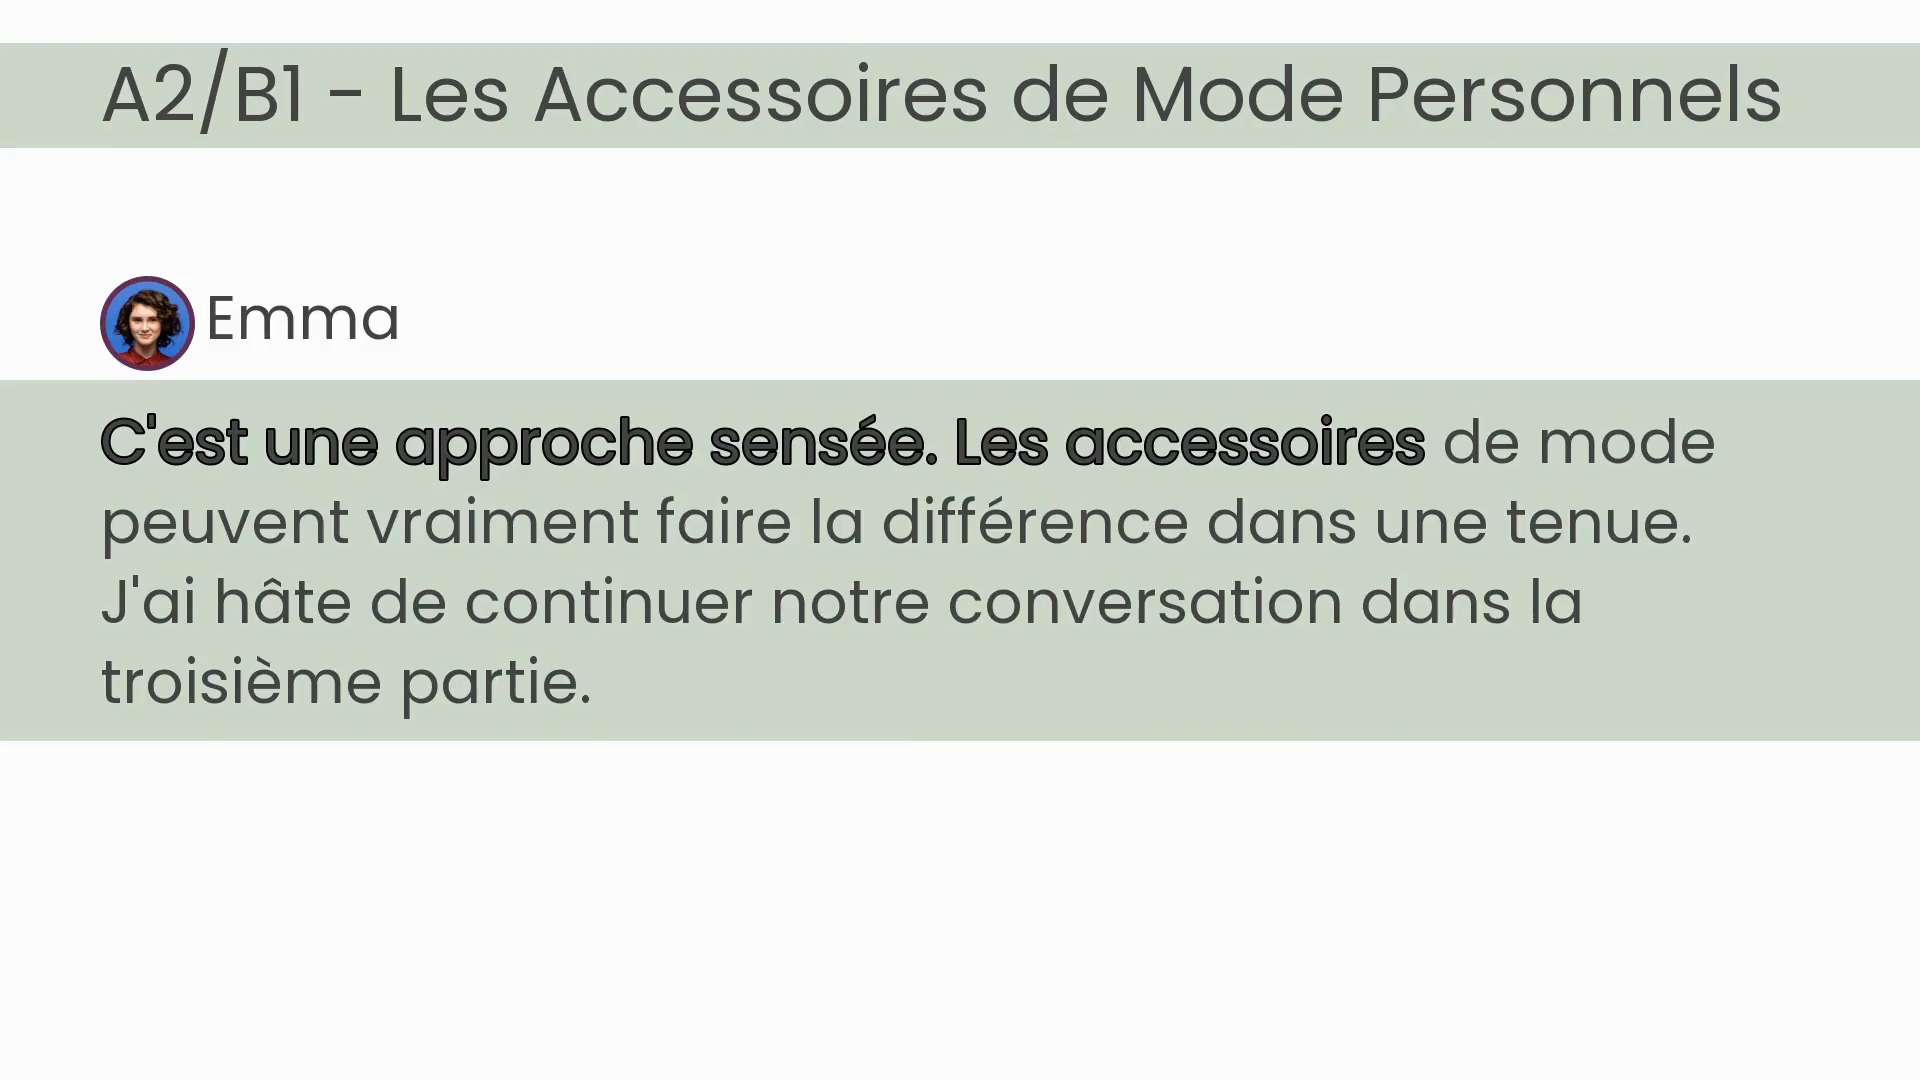 A2/B1 - Les Accessoires de Mode Personnels
Emma
C'est une approche sensée. Les accessoires de mode
peuvent vraiment faire la différence dans une tenue.
J'ai hâte de continuer notre conversation dans la
troisième partie.